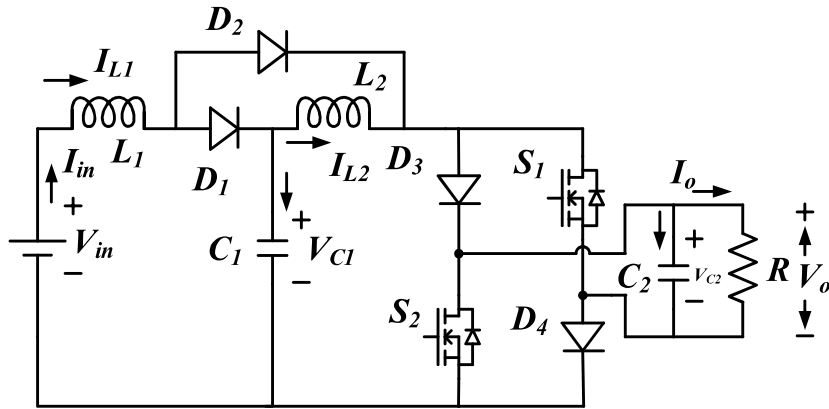 D2
IL1
L2
L1
D1
IL2
D3
S1
Iin
Io
+
Vin
−
C1
+
VC1
−
+
C2
VC2
−
R
+
Vo
−
S2
D4